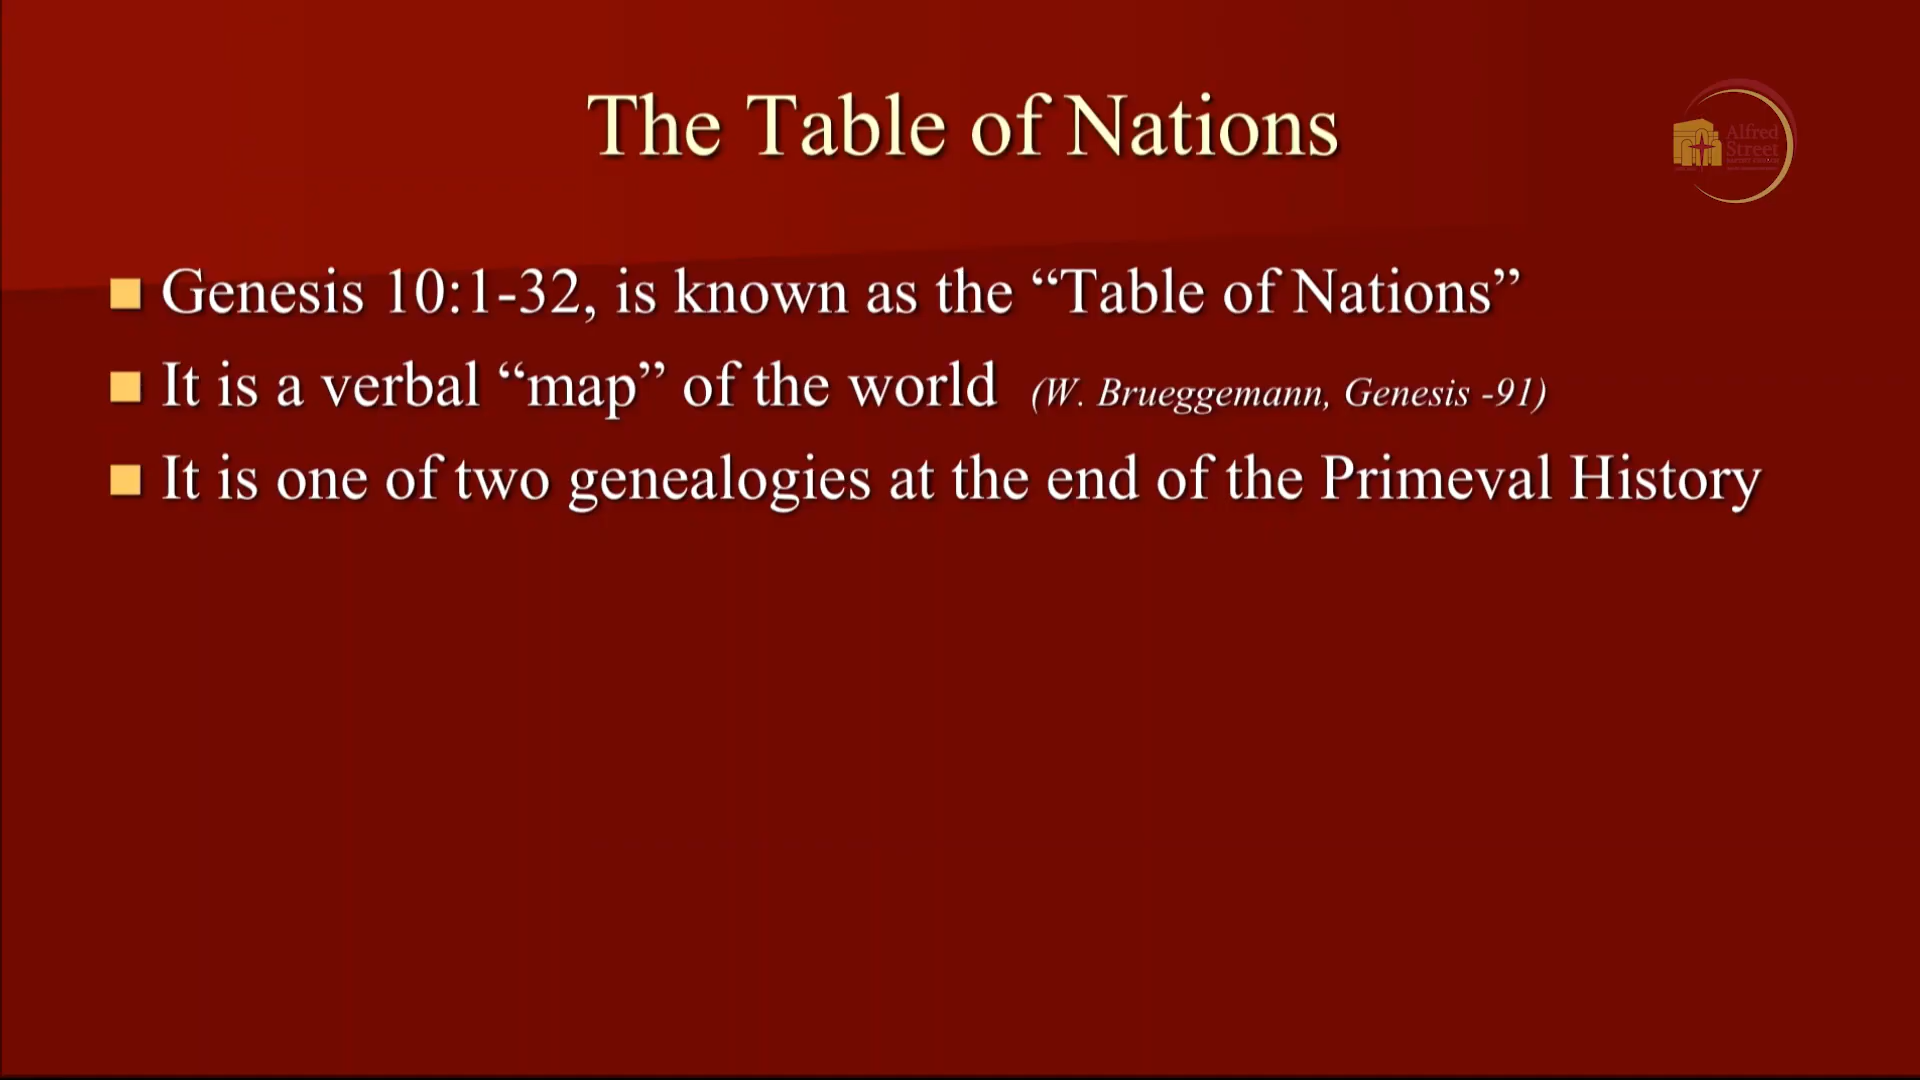 The Table of Nations
Alfred
Street
BAPTIST CHURCH
Genesis 10:1-32, is known as the “Table of Nations”
It is a verbal “map” of the world (W. Brueggemann, Genesis -91)
It is one of two genealogies at the end of the Primeval History